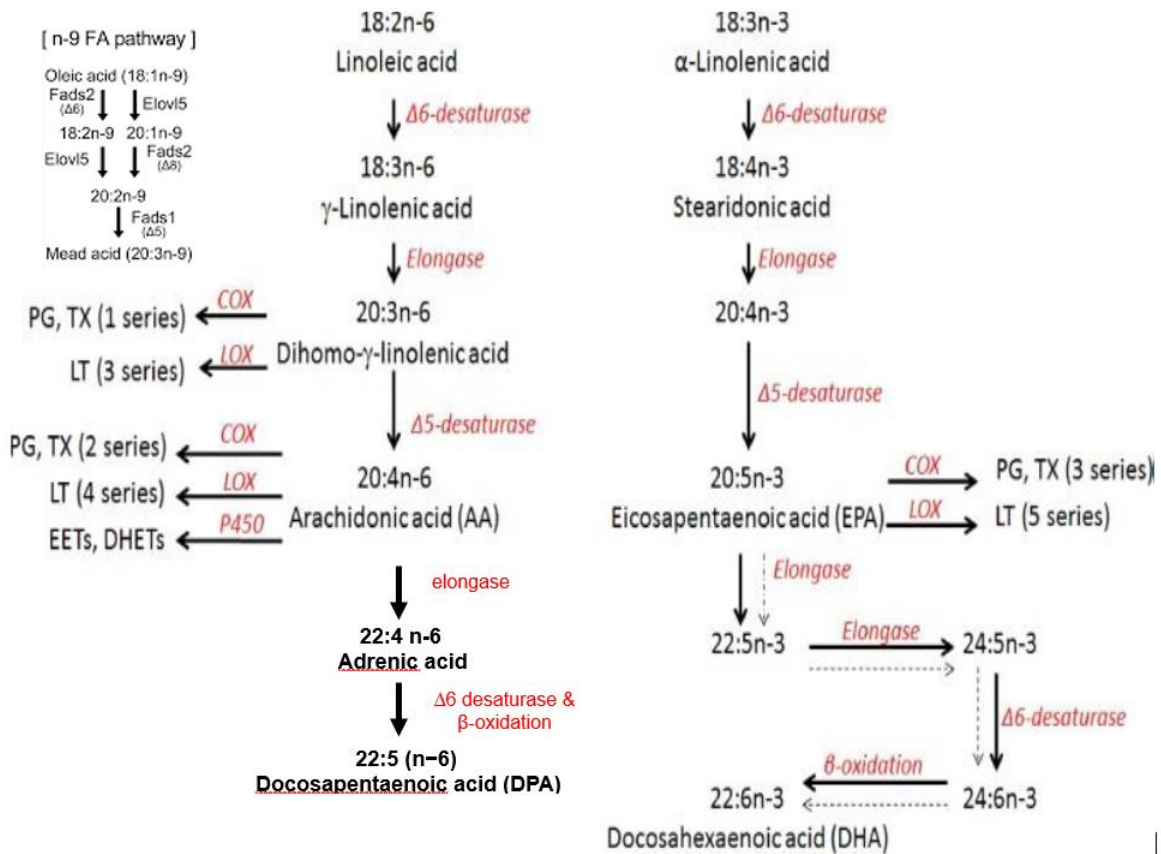 [ n-9 FA pathway ]
Oleic acid (18:1n-9)
Fads2
(Δ6)
Elovl5
18:2n-9 20:1n-9
Elovl5
Fads2
(Δ8)
20:2n-9
Fads1
(Δ5)
Mead acid (20:3n-9)
18:2n-6
Linoleic acid
Δ6-desaturase
18:3n-6
γ-Linolenic acid
Elongase
20:3n-6
Dihomo-γ-linolenic acid
COX
PG, TX (1 series)
LOX
LT (3 series)
Δ5-desaturase
20:4n-6
Arachidonic acid (AA)
COX
PG, TX (2 series)
LOX
LT (4 series)
P450
EETs, DHETs
elongase
22:4 n-6
Adrenic acid
Δ6 desaturase &
β-oxidation
22:5 (n−6)
Docosapentaenoic acid (DPA)
18:3n-3
α-Linolenic acid
Δ6-desaturase
18:4n-3
Stearidonic acid
Elongase
20:4n-3
Δ5-desaturase
20:5n-3
Eicosapentaenoic acid (EPA)
COX
PG, TX (3 series)
LOX
LT (5 series)
Elongase
22:5n-3
Elongase
24:5n-3
Δ6-desaturase
24:6n-3
β-oxidation
22:6n-3
Docosahexaenoic acid (DHA)